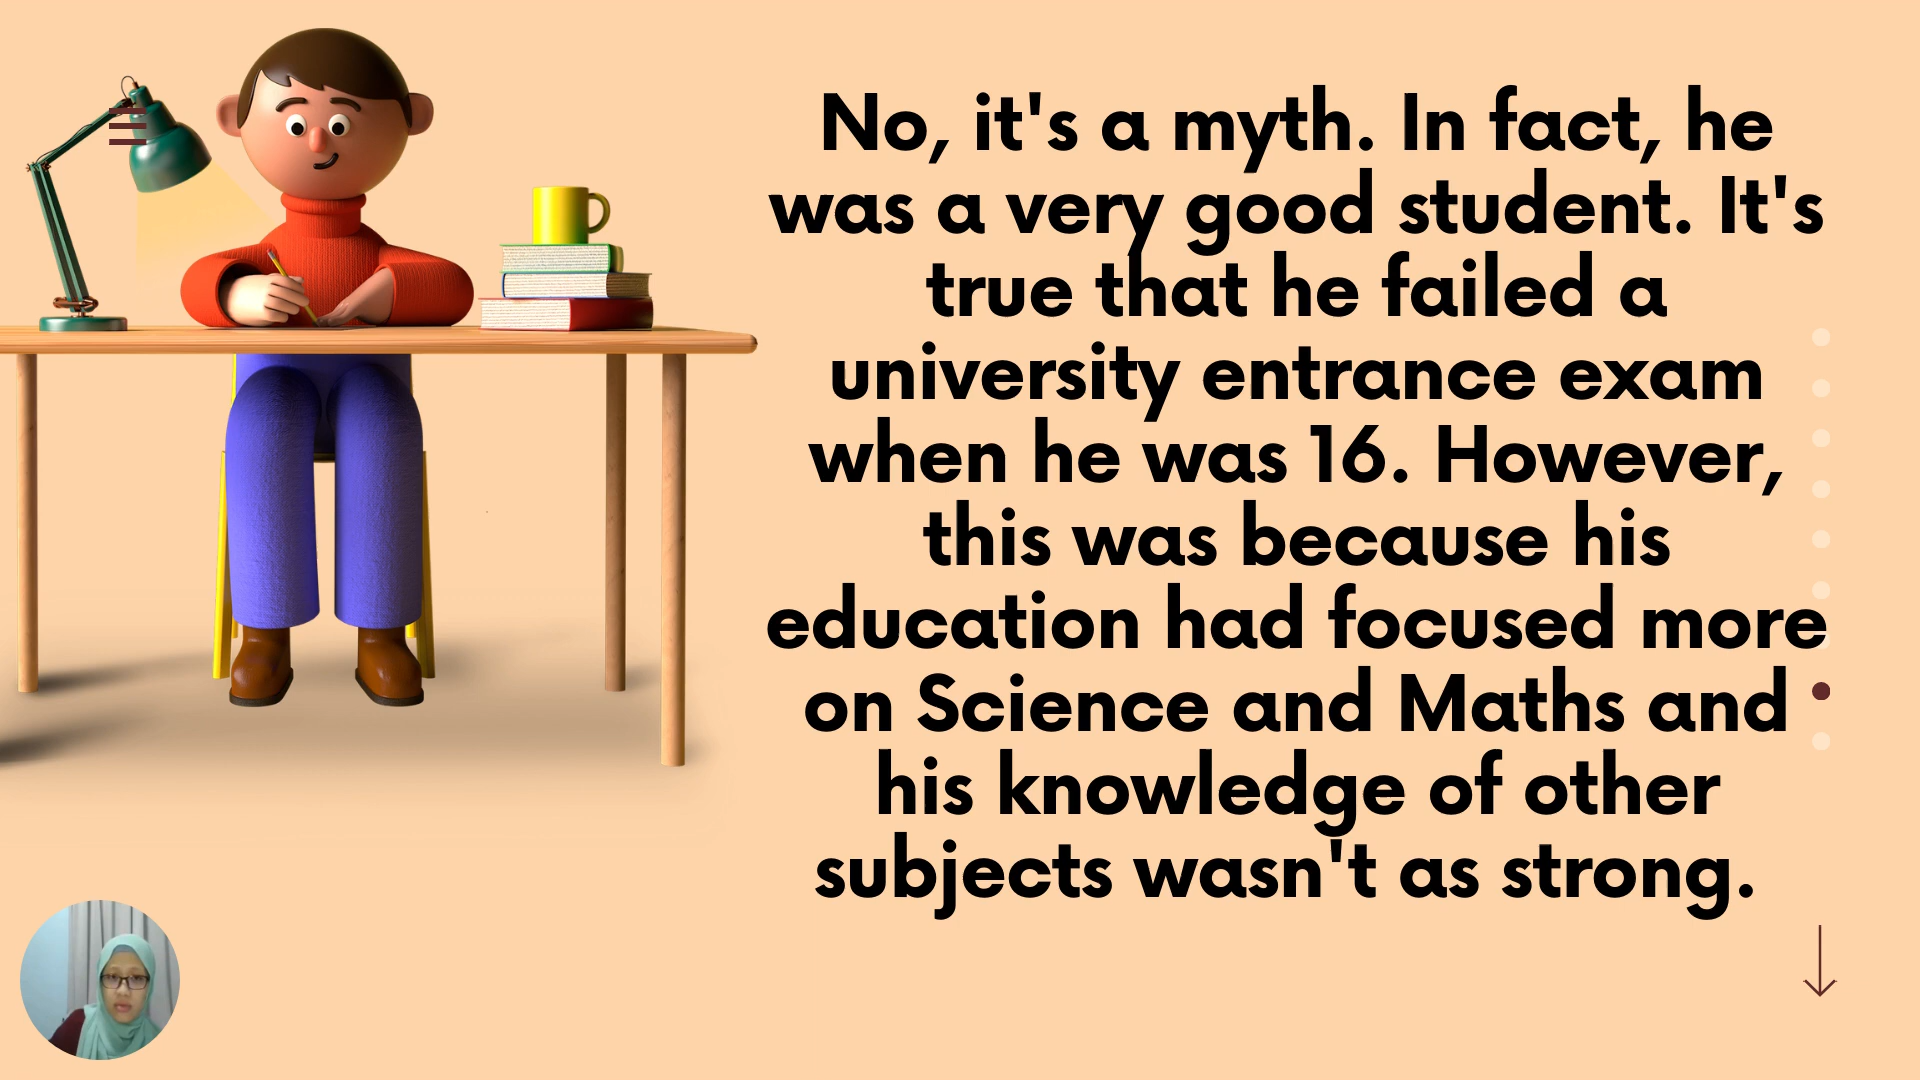 No, it's a myth. In fact, he
was a very good student. It's
true that he failed a
university entrance exam
when he was 16. However,
this was because his
education had focused more
on Science and Maths and
his knowledge of other
subjects wasn't as strong.